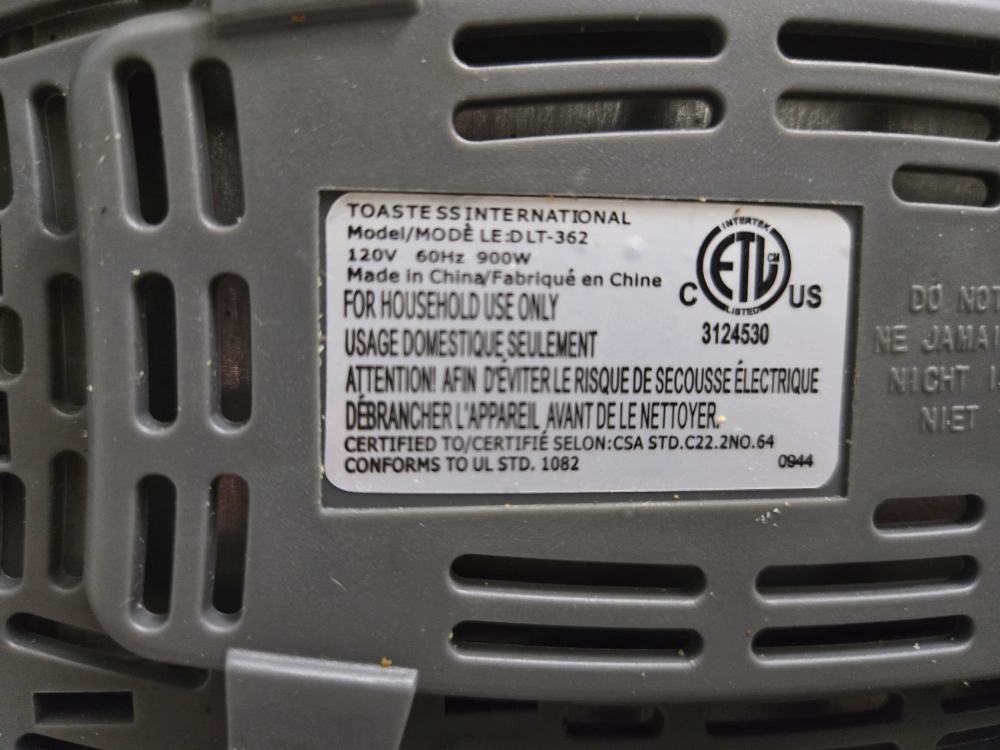 TOASTESS INTERNATIONAL
Model/MODÈLE:DLT-362
120V 60Hz 900W
Made in China/Fabriqué en Chine
FOR HOUSEHOLD USE ONLY
USAGE DOMESTIQUE SEULEMENT
ATTENTION! AFIN D'ÉVITER LE RISQUE DE SECOUSSE ÉLECTRIQUE
DÉBRANCHER L'APPAREIL AVANT DE LE NETTOYER.
CERTIFIED TO/CERTIFIÉ SELON:CSA STD.C22.2NO.64
CONFORMS TO UL STD. 1082
0944
INTERTEK
ETL CM
LISTED
C US
3124530
DO NOT
NE JAMAI
NICHT
NIET